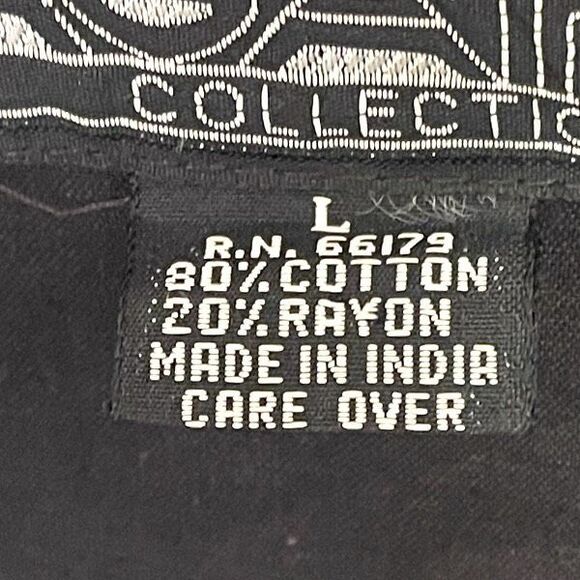 COLLECTIO
L
R.N. 66179
80% COTTON
20% RAYON
MADE IN INDIA
CARE OVER